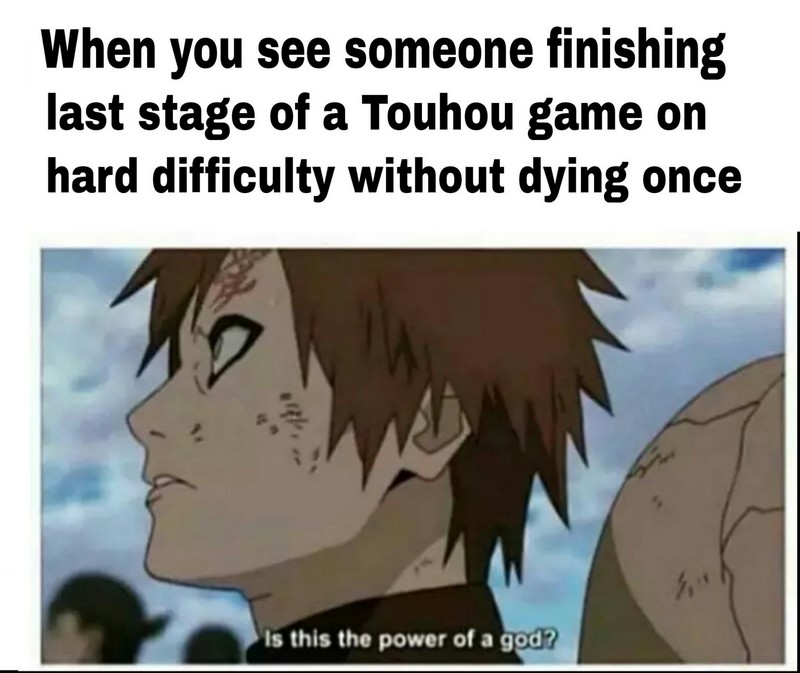 When you see someone finishing
last stage of a Touhou game on
hard difficulty without dying once
Is this the power of a god?